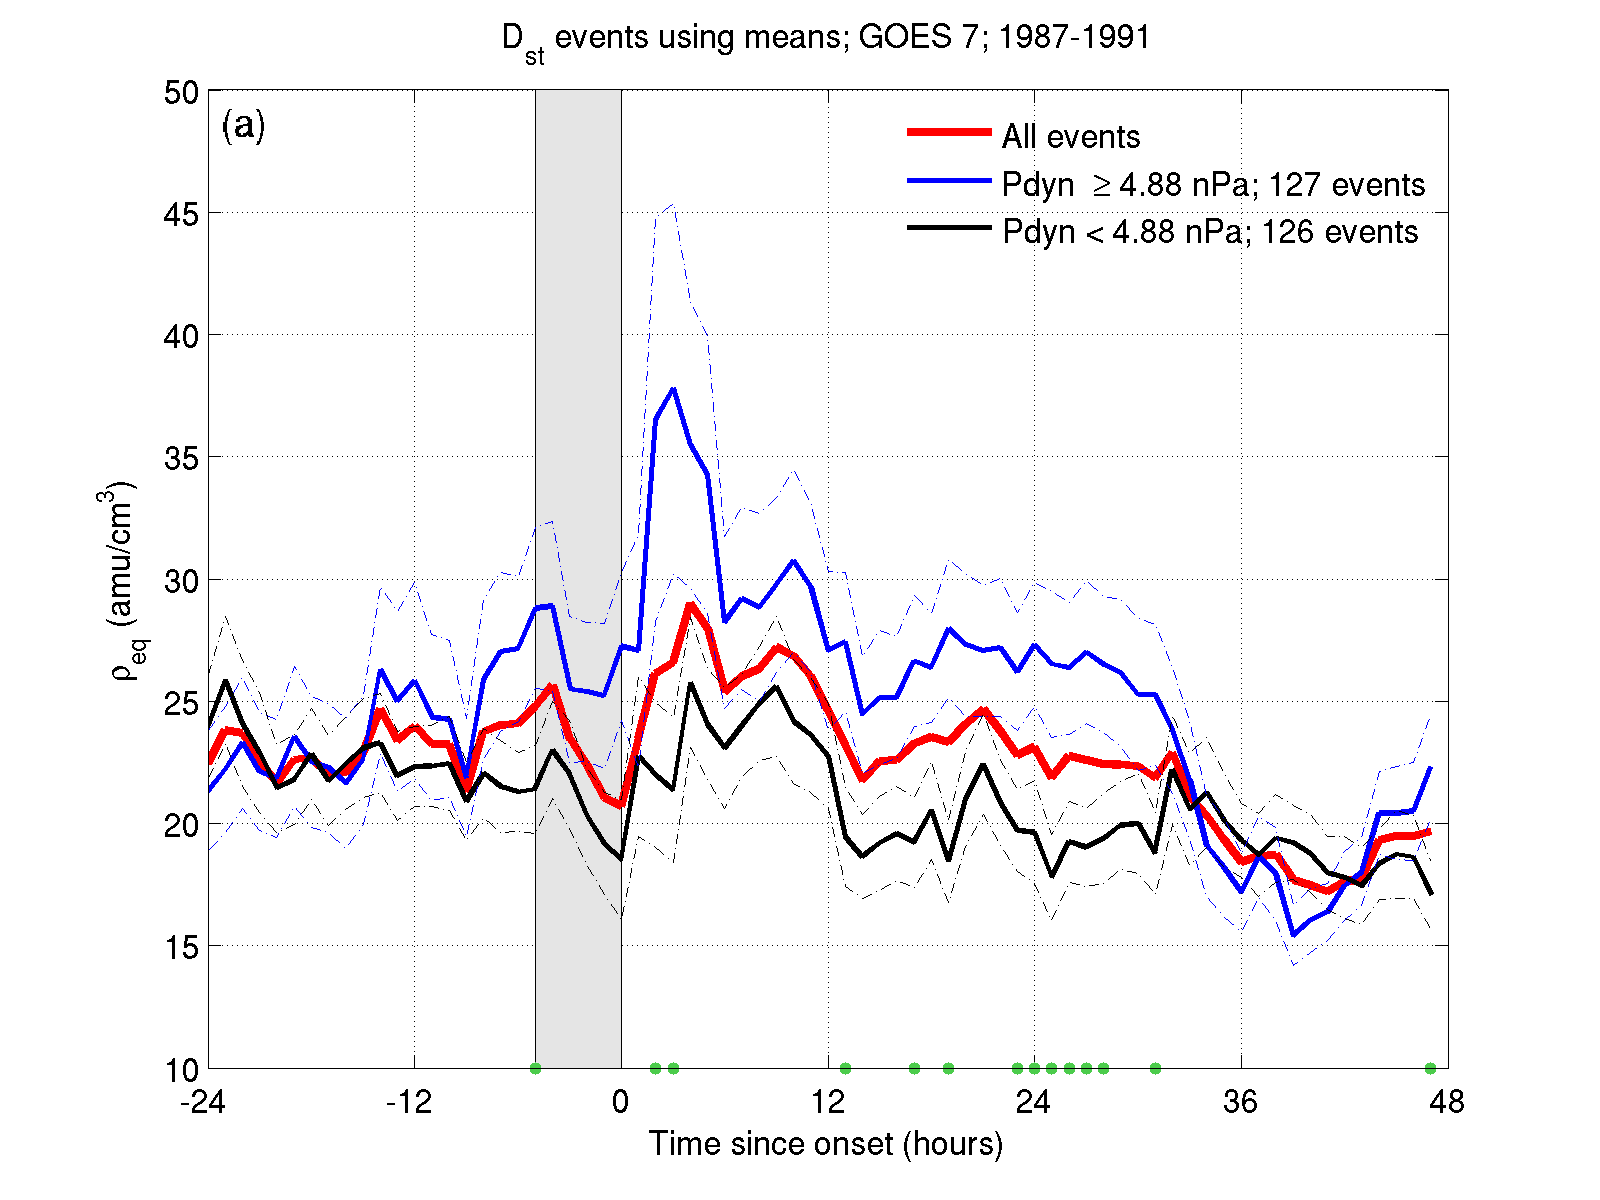 D_st events using means; GOES 7; 1987-1991
(a)
All events
Pdyn ≥ 4.88 nPa; 127 events
Pdyn < 4.88 nPa; 126 events
50
45
40
35
30
25
20
15
10
ρ_eq (amu/cm³)
-24 -12 0 12 24 36 48
Time since onset (hours)